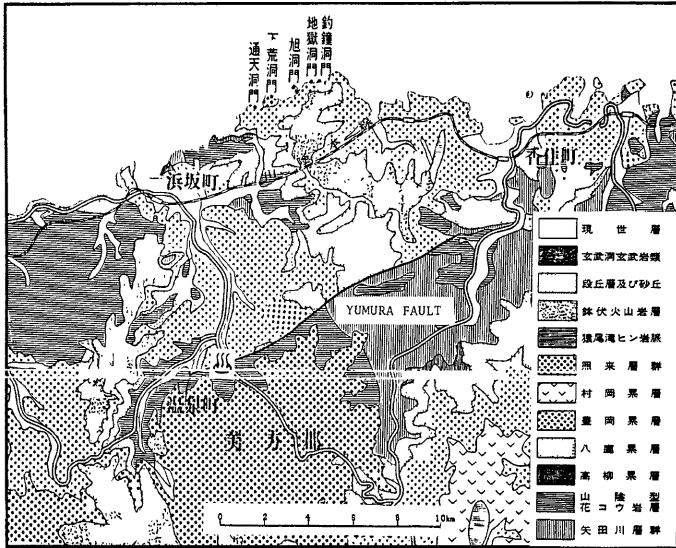 釣鐘洞門
地獄洞門
旭洞門
下荒洞門
通天洞門
浜坂町
香住町
YUMURA FAULT
温泉町
美方郡
0 2 4 6 8 10km
現世層
玄武洞玄武岩類
段丘層及び砂丘
鉢伏火山岩層
猿尾滝ヒン岩脈
照来層群
村岡累層
豊岡累層
八鹿累層
高柳累層
山陰型
花コウ岩層
矢田川層群